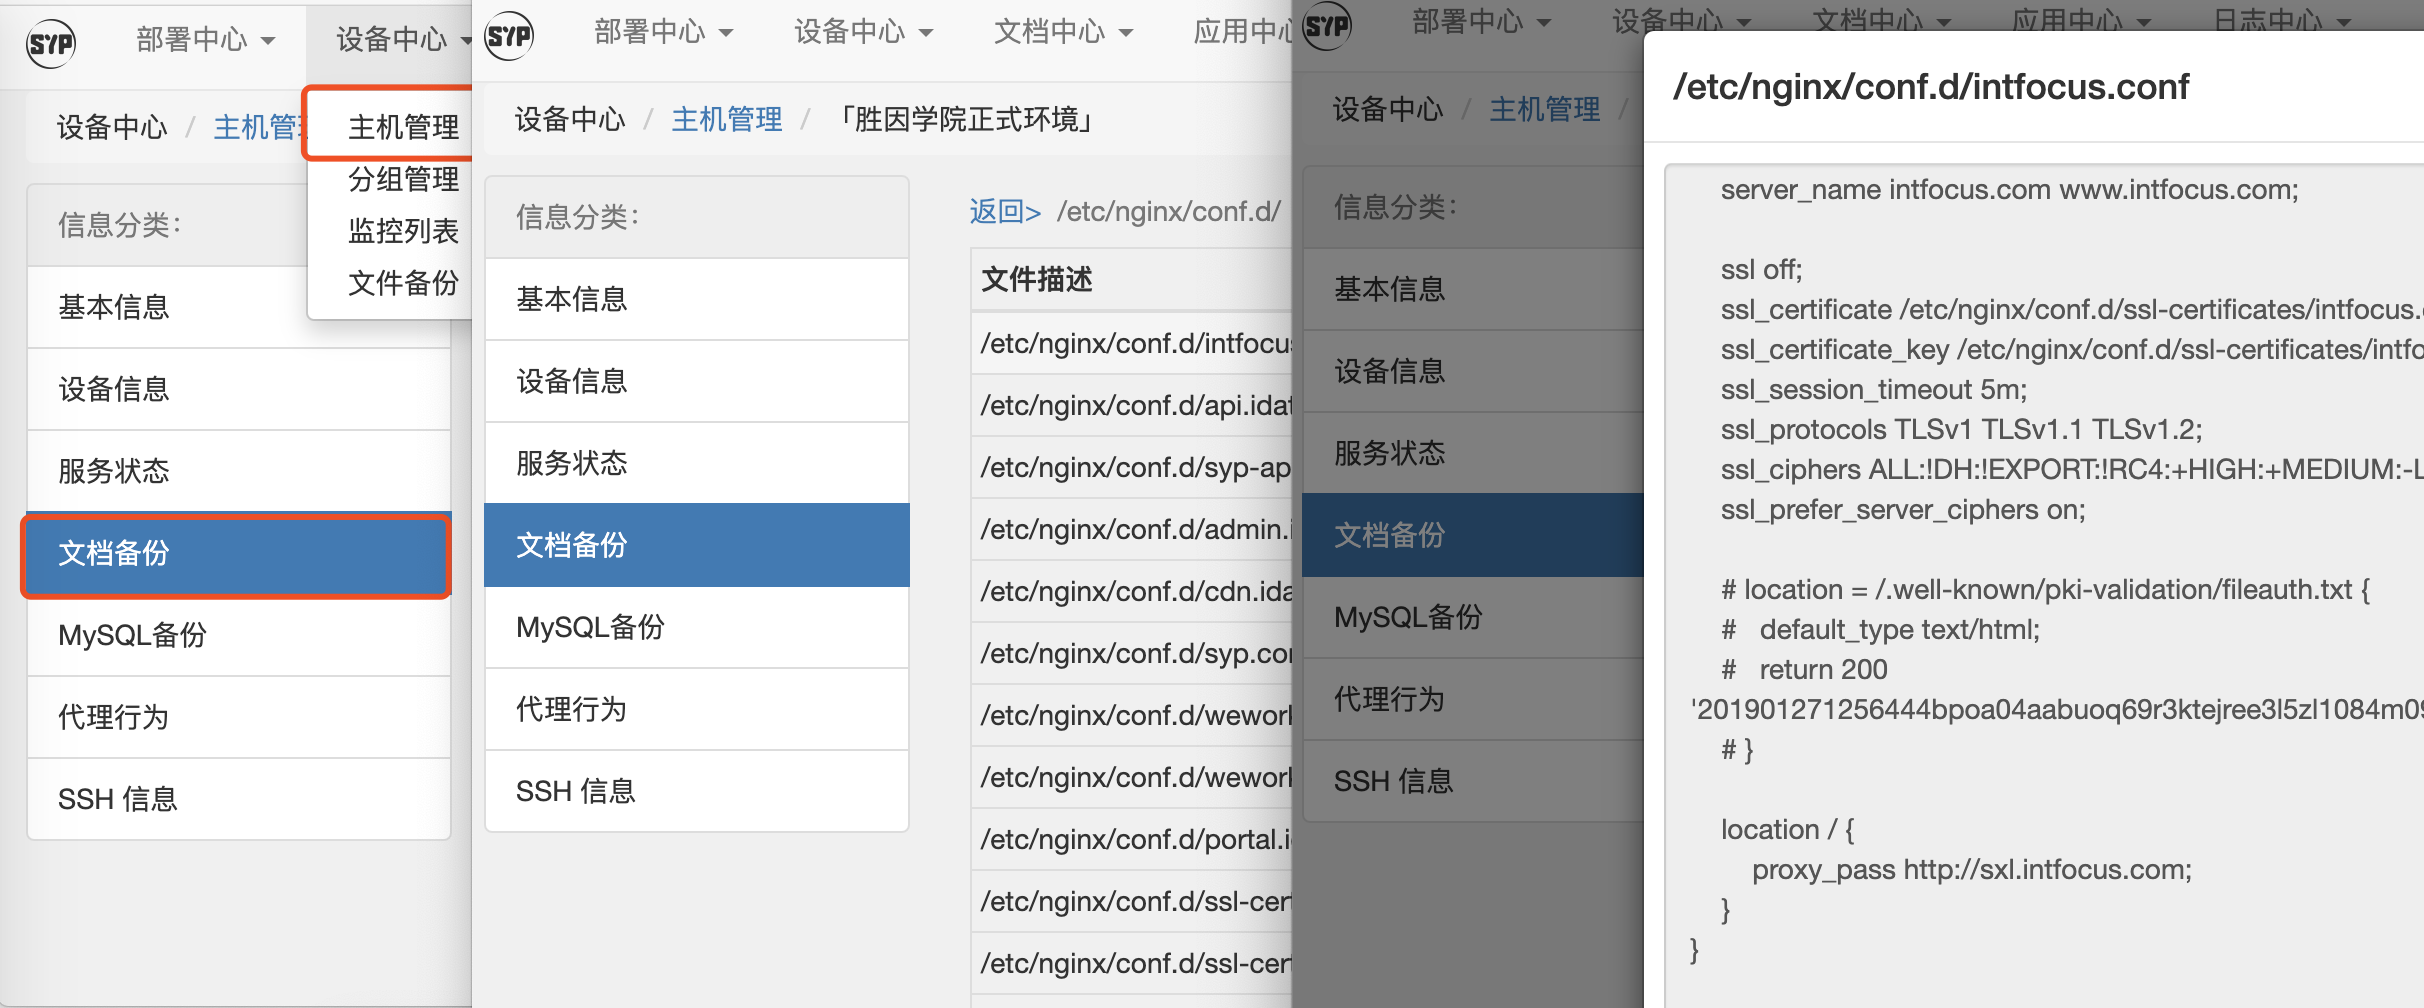 SYP
部署中心
设备中心
设备中心 / 主机管理
主机管理
分组管理
监控列表
文件备份
信息分类：
基本信息
设备信息
服务状态
文档备份
MySQL备份
代理行为
SSH 信息
SYP
部署中心
设备中心
文档中心
应用中心
设备中心 / 主机管理 / 「胜因学院正式环境」
信息分类：
基本信息
设备信息
服务状态
文档备份
MySQL备份
代理行为
SSH 信息
返回> /etc/nginx/conf.d/
文件描述
/etc/nginx/conf.d/intfocus
/etc/nginx/conf.d/api.idat
/etc/nginx/conf.d/syp-ap
/etc/nginx/conf.d/admin.i
/etc/nginx/conf.d/cdn.ida
/etc/nginx/conf.d/syp.cor
/etc/nginx/conf.d/ework
/etc/nginx/conf.d/wework
/etc/nginx/conf.d/portal.i
/etc/nginx/conf.d/ssl-cert
/etc/nginx/conf.d/ssl-cert
SYP
部署中心
设备中心
文档中心
应用中心
日志中心
设备中心 / 主机管理 /
信息分类：
基本信息
设备信息
服务状态
文档备份
MySQL备份
代理行为
SSH 信息
/etc/nginx/conf.d/intfocus.conf
server_name intfocus.com www.intfocus.com;
ssl off;
ssl_certificate /etc/nginx/conf.d/ssl-certificates/intfocus.
ssl_certificate_key /etc/nginx/conf.d/ssl-certificates/intfo
ssl_session_timeout 5m;
ssl_protocols TLSv1 TLSv1.1 TLSv1.2;
ssl_ciphers ALL:!DH:!EXPORT:!RC4:+HIGH:+MEDIUM:-L
ssl_prefer_server_ciphers on;
# location = /.well-known/pki-validation/fileauth.txt {
# default_type text/html;
# return 200
'201901271256444bpoa04aabuoq69r3ktejree3l5zl1084m09
# }
location / {
proxy_pass http://sxl.intfocus.com;
}
}